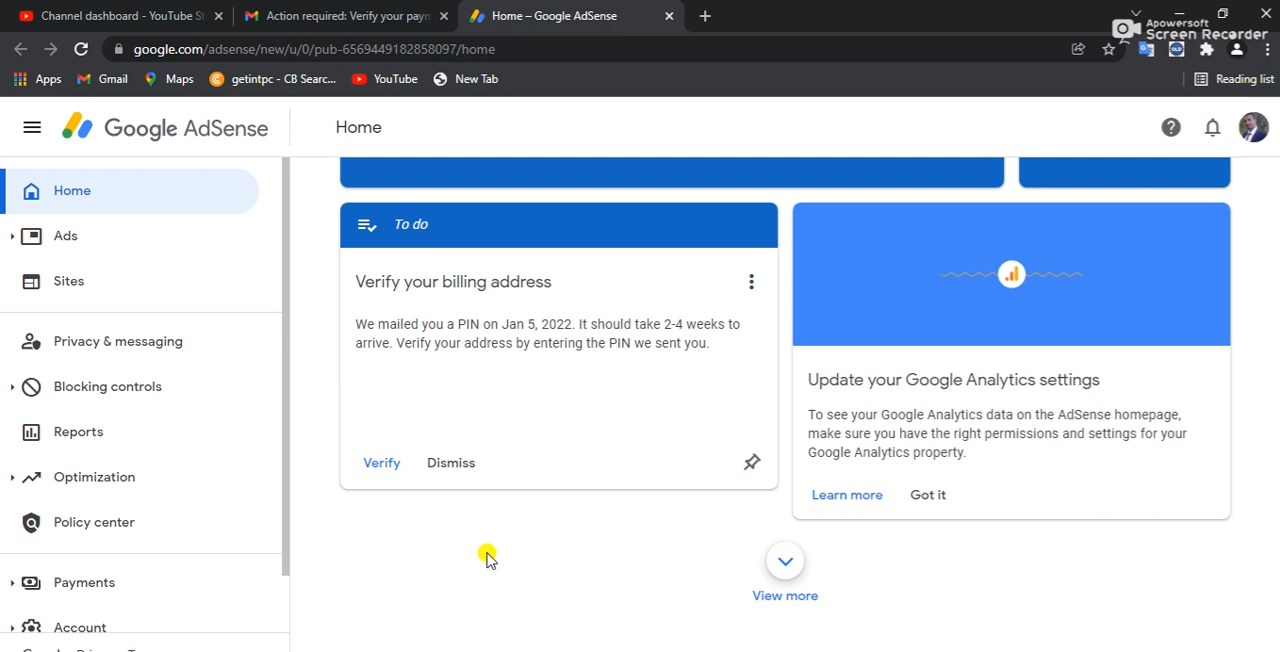 Channel dashboard - YouTube St
Action required: Verify your payn
Home – Google AdSense
Apowersoft
Screen Recorder
google.com/adsense/new/u/0/pub-6569449182858097/home
Apps
Gmail
Maps
getintpc - CB Searc...
YouTube
New Tab
Reading list
Google AdSense
Home
Home
Ads
Sites
Privacy & messaging
Blocking controls
Reports
Optimization
Policy center
Payments
Account
To do
Verify your billing address
We mailed you a PIN on Jan 5, 2022. It should take 2-4 weeks to
arrive. Verify your address by entering the PIN we sent you.
Verify
Dismiss
Update your Google Analytics settings
To see your Google Analytics data on the AdSense homepage,
make sure you have the right permissions and settings for your
Google Analytics property.
Learn more
Got it
View more